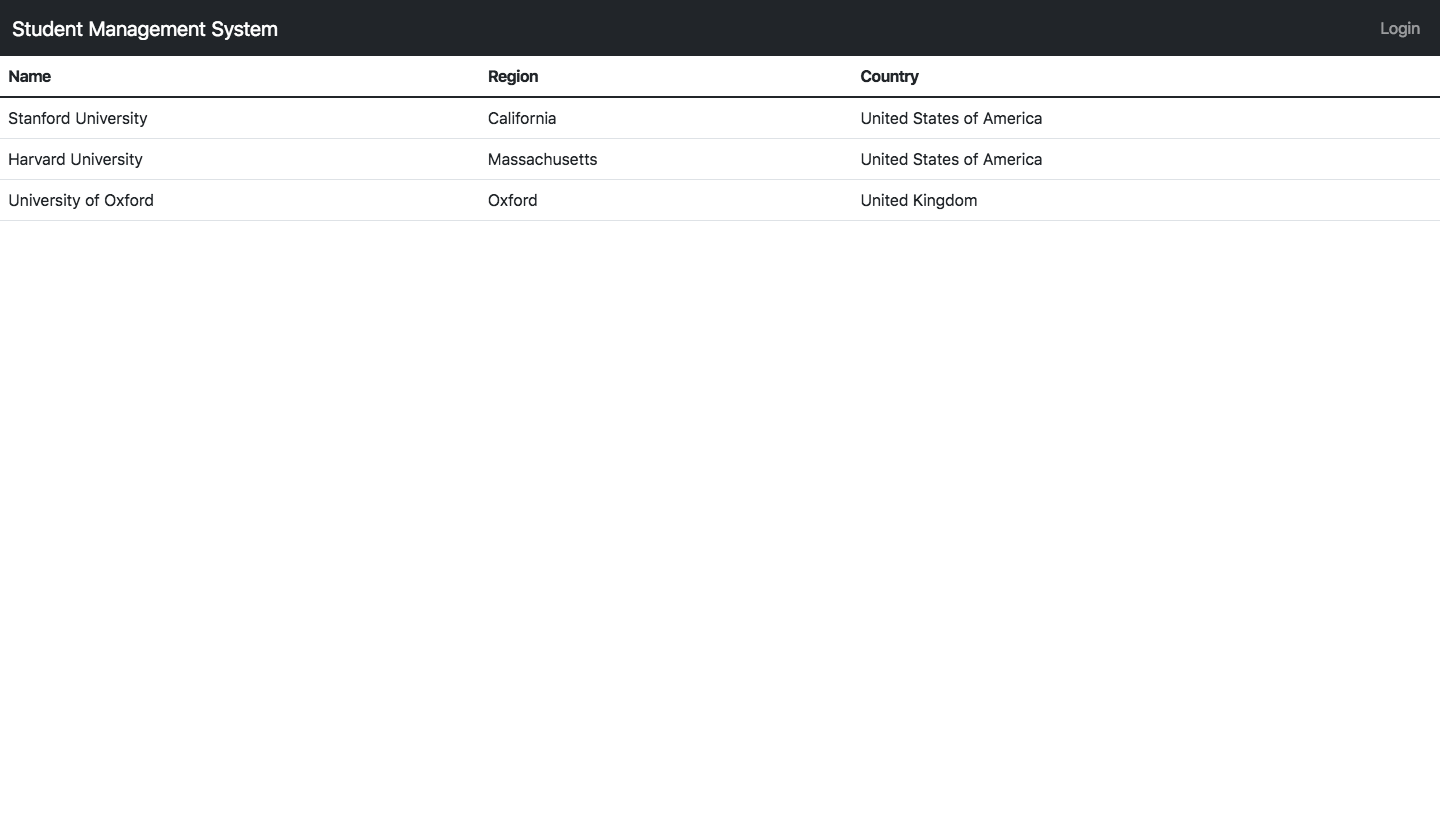 Student Management System Login
Name Region Country
Stanford University California United States of America
Harvard University Massachusetts United States of America
University of Oxford Oxford United Kingdom